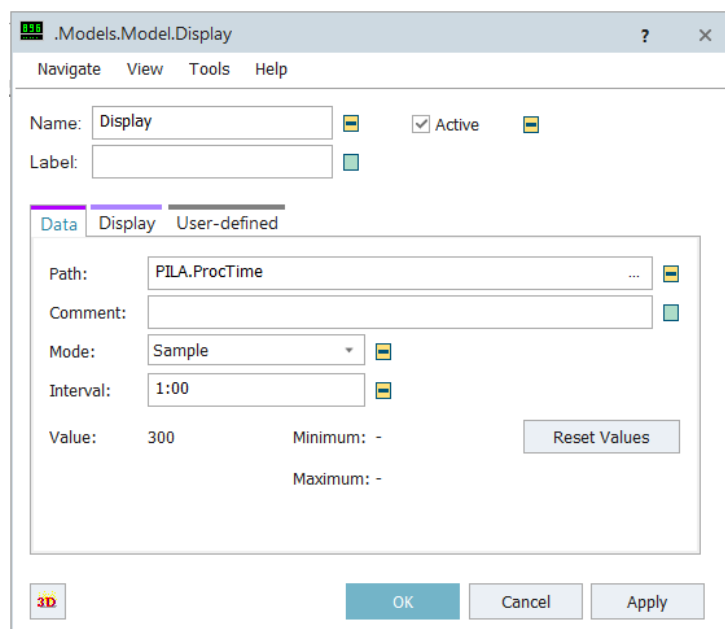 .Models.Model.Display ? ×
Navigate View Tools Help
Name: Display Active
Label:
Data Display User-defined
Path: PILA.ProcTime ...
Comment:
Mode: Sample
Interval: 1:00
Value: 300 Minimum: - Reset Values
Maximum: -
3D OK Cancel Apply